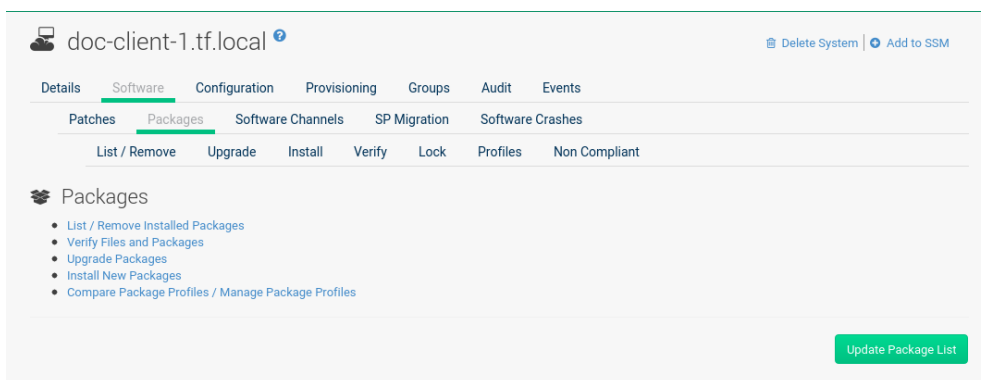 doc-client-1.tf.local ?
Delete System | Add to SSM
Details Software Configuration Provisioning Groups Audit Events
Patches Packages Software Channels SP Migration Software Crashes
List / Remove Upgrade Install Verify Lock Profiles Non Compliant
Packages
List / Remove Installed Packages
Verify Files and Packages
Upgrade Packages
Install New Packages
Compare Package Profiles / Manage Package Profiles
Update Package List